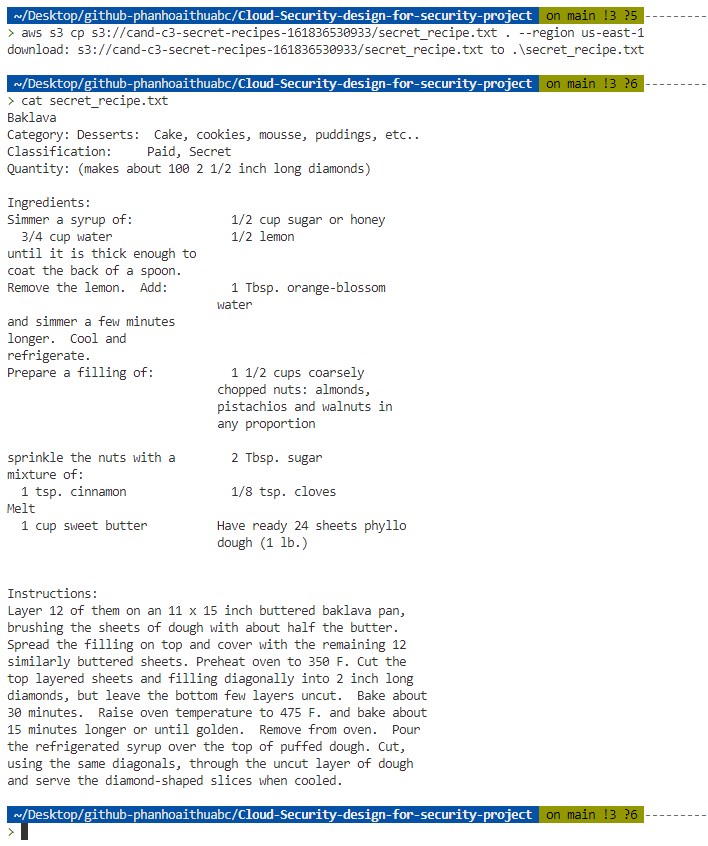 ~/Desktop/github-phanhoaithuabc/Cloud-Security-design-for-security-project on main !3 ?5 ---------
> aws s3 cp s3://cand-c3-secret-recipes-161836530933/secret_recipe.txt . --region us-east-1
download: s3://cand-c3-secret-recipes-161836530933/secret_recipe.txt to .\secret_recipe.txt
~/Desktop/github-phanhoaithuabc/Cloud-Security-design-for-security-project on main !3 ?6 ---------
> cat secret_recipe.txt
Baklava
Category: Desserts:  Cake, cookies, mousse, puddings, etc..
Classification:     Paid, Secret
Quantity: (makes about 100 2 1/2 inch long diamonds)
Ingredients:
Simmer a syrup of:              1/2 cup sugar or honey
  3/4 cup water                 1/2 lemon
until it is thick enough to
coat the back of a spoon.
Remove the lemon.  Add:         1 Tbsp. orange-blossom
                              water
and simmer a few minutes
longer.  Cool and
refrigerate.
Prepare a filling of:           1 1/2 cups coarsely
                              chopped nuts: almonds,
                              pistachios and walnuts in
                              any proportion
sprinkle the nuts with a        2 Tbsp. sugar
mixture of:
  1 tsp. cinnamon               1/8 tsp. cloves
Melt
  1 cup sweet butter          Have ready 24 sheets phyllo
                              dough (1 lb.)
Instructions:
Layer 12 of them on an 11 x 15 inch buttered baklava pan,
brushing the sheets of dough with about half the butter.
Spread the filling on top and cover with the remaining 12
similarly buttered sheets. Preheat oven to 350 F. Cut the
top layered sheets and filling diagonally into 2 inch long
diamonds, but leave the bottom few layers uncut.  Bake about
30 minutes.  Raise oven temperature to 475 F. and bake about
15 minutes longer or until golden.  Remove from oven.  Pour
the refrigerated syrup over the top of puffed dough. Cut,
using the same diagonals, through the uncut layer of dough
and serve the diamond-shaped slices when cooled.
~/Desktop/github-phanhoaithuabc/Cloud-Security-design-for-security-project on main !3 ?6 ---------
>